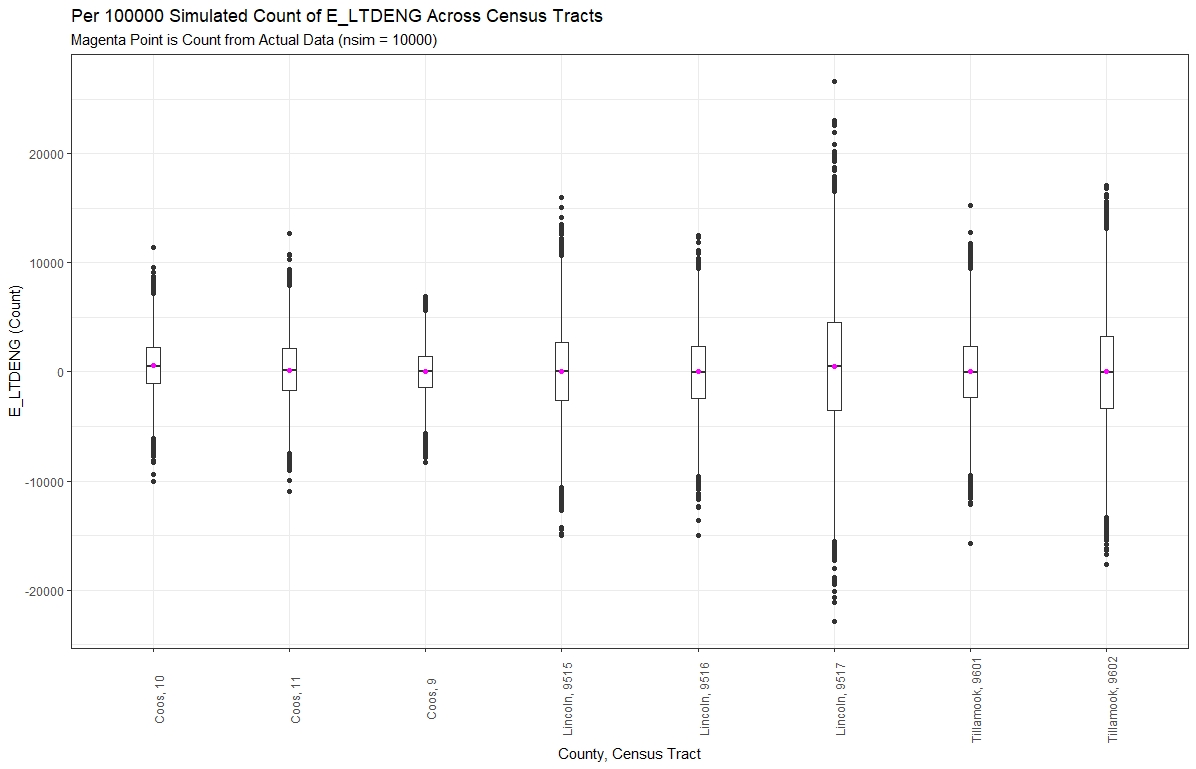 Per 100000 Simulated Count of E_LTDENG Across Census Tracts
Magenta Point is Count from Actual Data (nsim = 10000)
E_LTDENG (Count)
20000
10000
0
-10000
-20000
Coos, 10
Coos, 11
Coos, 9
Lincoln, 9515
Lincoln, 9516
Lincoln, 9517
Tillamook, 9601
Tillamook, 9602
County, Census Tract